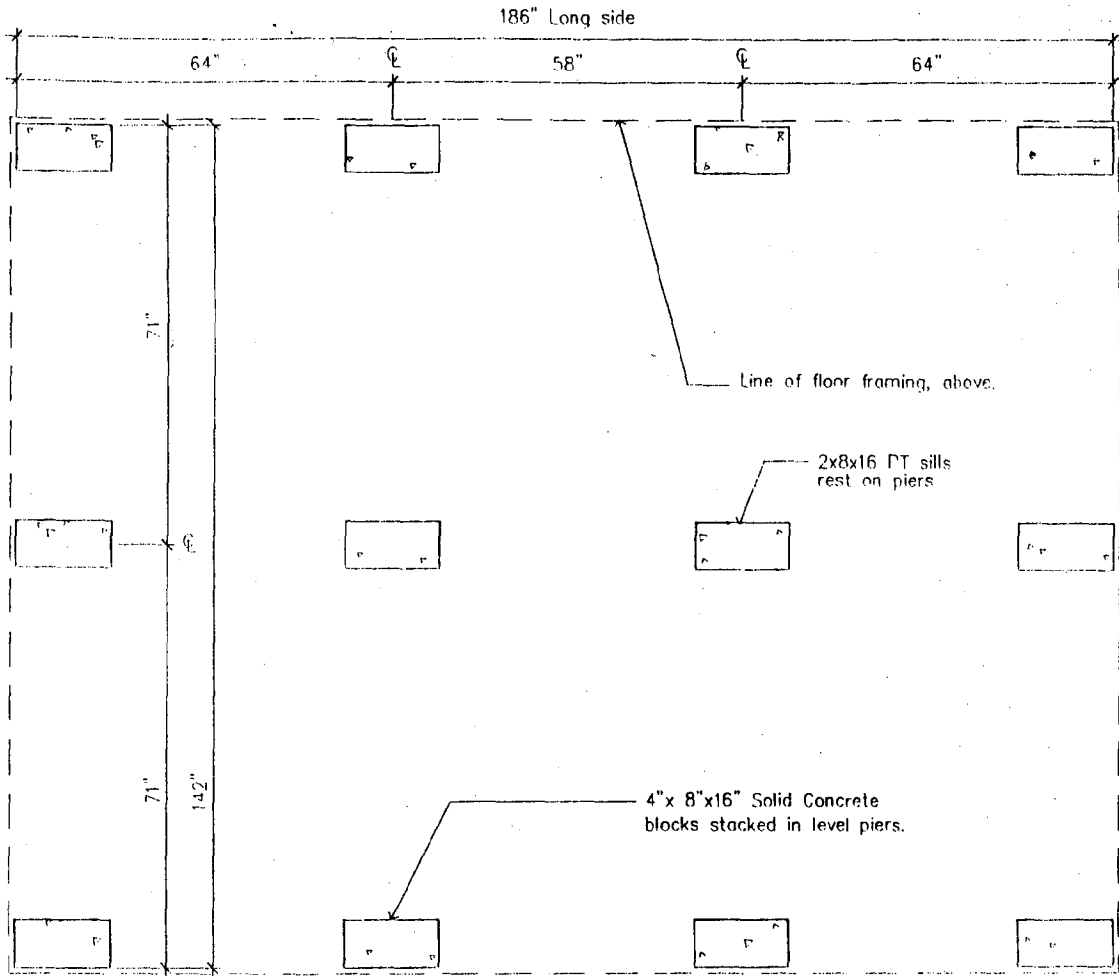 186" Long side
64"
℄
58"
℄
64"
71"
Line of floor framing, above.
2x8x16 PT sills
rest on piers
℄
71"
142"
4"x 8"x16" Solid Concrete
blocks stacked in level piers.